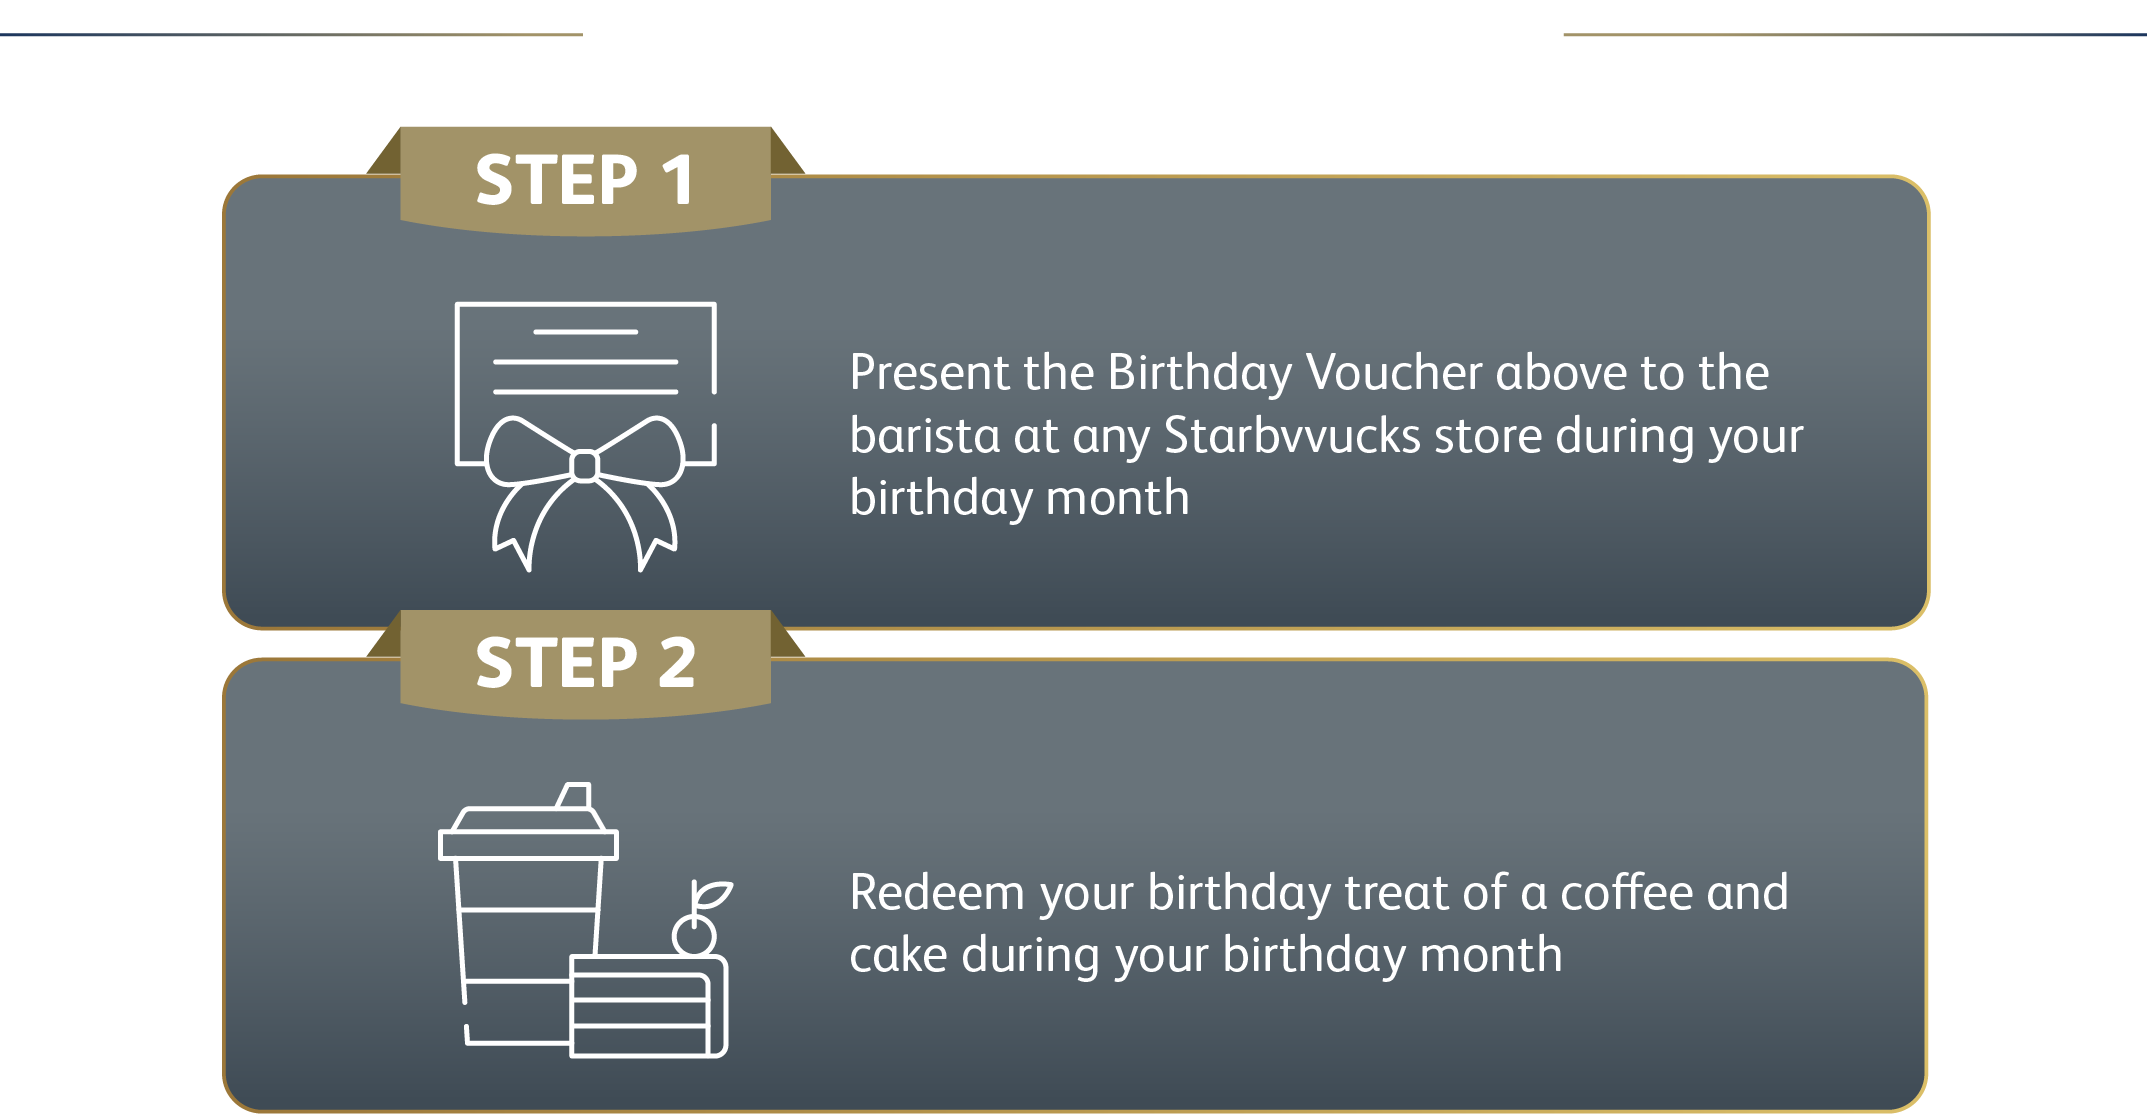 STEP 1
Present the Birthday Voucher above to the
barista at any Starbvvucks store during your
birthday month
STEP 2
Redeem your birthday treat of a coffee and
cake during your birthday month